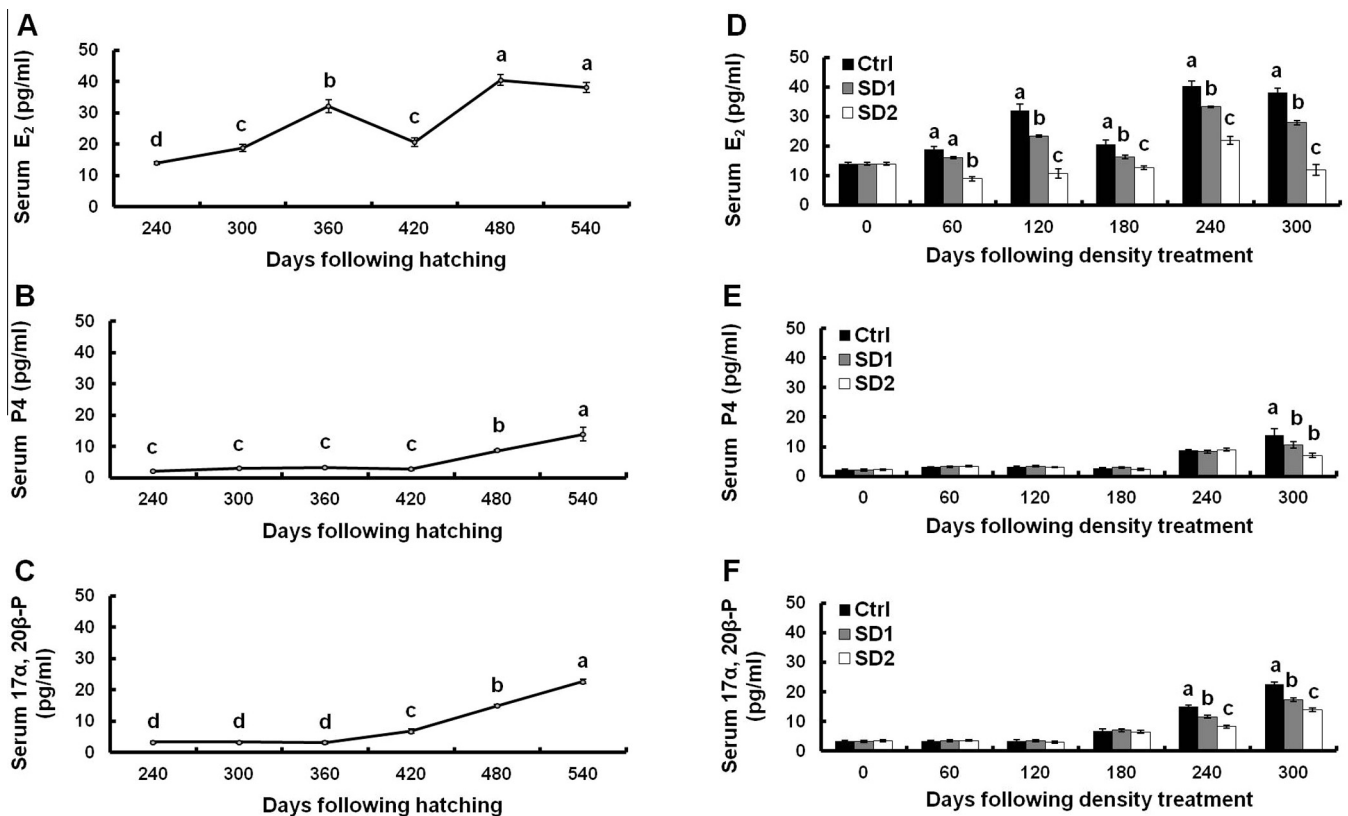 A
Serum E₂ (pg/ml)
50
40
30
20
10
0
d
c
b
c
a
a
240 300 360 420 480 540
Days following hatching
B
Serum P4 (pg/ml)
50
40
30
20
10
0
c
c
c
c
b
a
240 300 360 420 480 540
Days following hatching
C
Serum 17α, 20β-P
(pg/ml)
50
40
30
20
10
0
d
d
d
c
b
a
240 300 360 420 480 540
Days following hatching
D
Serum E₂ (pg/ml)
50
40
30
20
10
0
Ctrl
SD1
SD2
a a b
a b c
a b c
a b c
a b c
0 60 120 180 240 300
Days following density treatment
E
Serum P4 (pg/ml)
50
40
30
20
10
0
Ctrl
SD1
SD2
a b b
0 60 120 180 240 300
Days following density treatment
F
Serum 17α, 20β-P
(pg/ml)
50
40
30
20
10
0
Ctrl
SD1
SD2
a b c
a b c
0 60 120 180 240 300
Days following density treatment